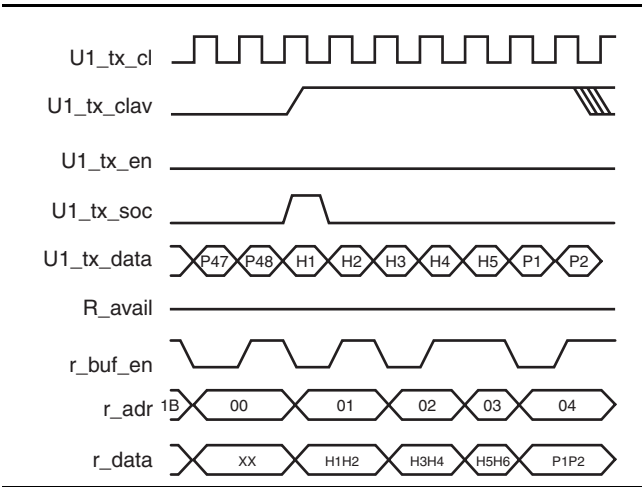 U1_tx_cl
U1_tx_clav
U1_tx_en
U1_tx_soc
U1_tx_data P47 P48 H1 H2 H3 H4 H5 P1 P2
R_avail
r_buf_en
r_adr 1B 00 01 02 03 04
r_data XX H1H2 H3H4 H5H6 P1P2